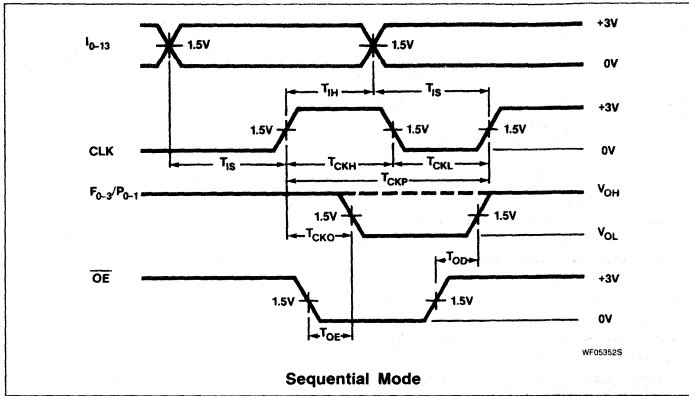 I0–13
1.5V
1.5V
+3V
0V
TIH
TIS
CLK
1.5V
1.5V
1.5V
+3V
0V
TIS
TCKH
TCKL
TCKP
F0–3/P0–1
1.5V
1.5V
VOH
VOL
TCKO
TOD
OE
1.5V
1.5V
+3V
0V
TOE
WF05352S
Sequential Mode